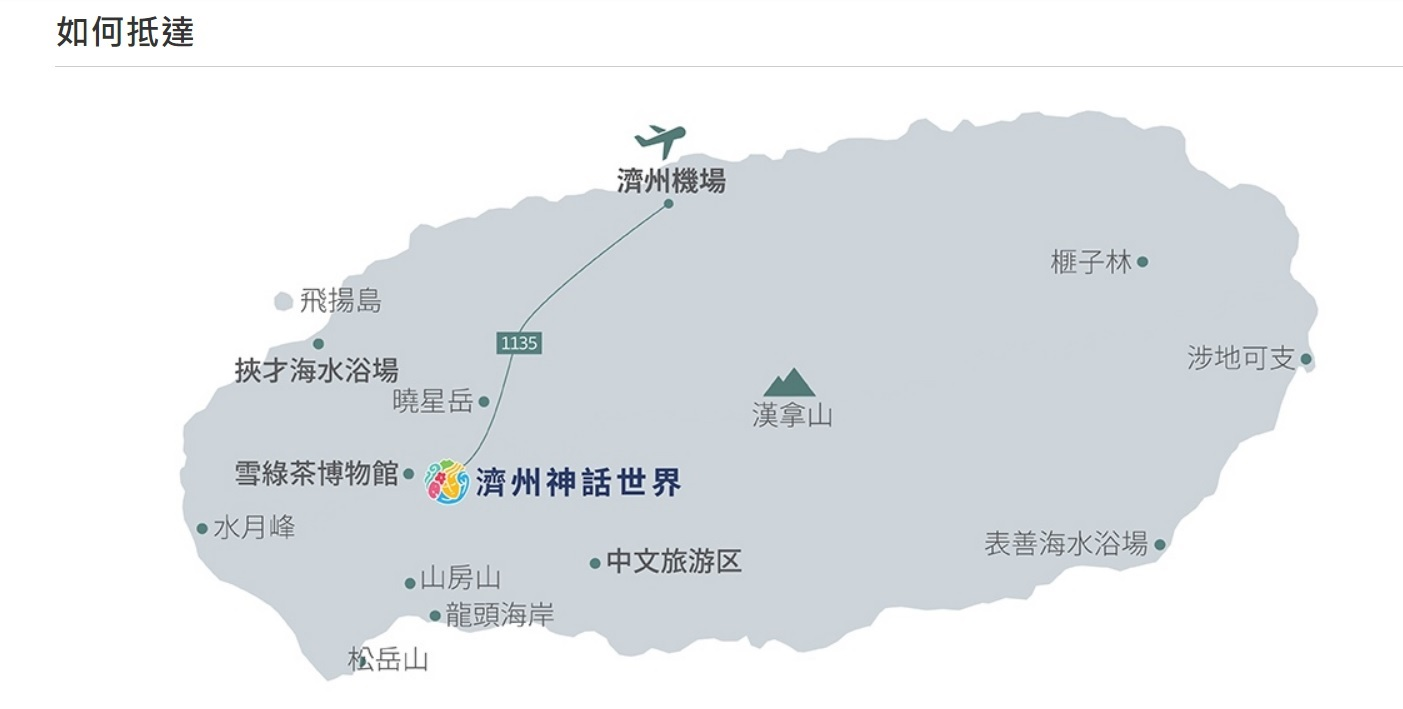 如何抵達
濟州機場
榧子林
飛揚島
1135
涉地可支
挾才海水浴場
曉星岳
漢拿山
雪綠茶博物館
濟州神話世界
水月峰
表善海水浴場
中文旅游区
山房山
龍頭海岸
松岳山